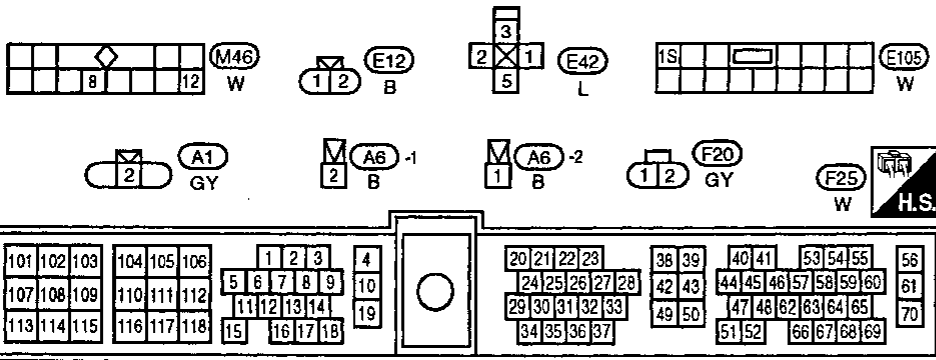 M46
8 12
W
1 2
E12
B
3
2 1
5
E42
L
1S
E105
W
2
A1
GY
2
A6 -1
B
1
A6 -2
B
1 2
F20
GY
F25
W
H.S.
101 102 103 104 105 106 1 2 3 4 20 21 22 23 38 39 40 41 53 54 55 56
107 108 109 110 111 112 5 6 7 8 9 10 24 25 26 27 28 42 43 44 45 46 57 58 59 60 61
113 114 115 116 117 118 11 12 13 14 19 29 30 31 32 33 49 50 47 48 62 63 64 65 70
15 16 17 18 34 35 36 37 51 52 66 67 68 69